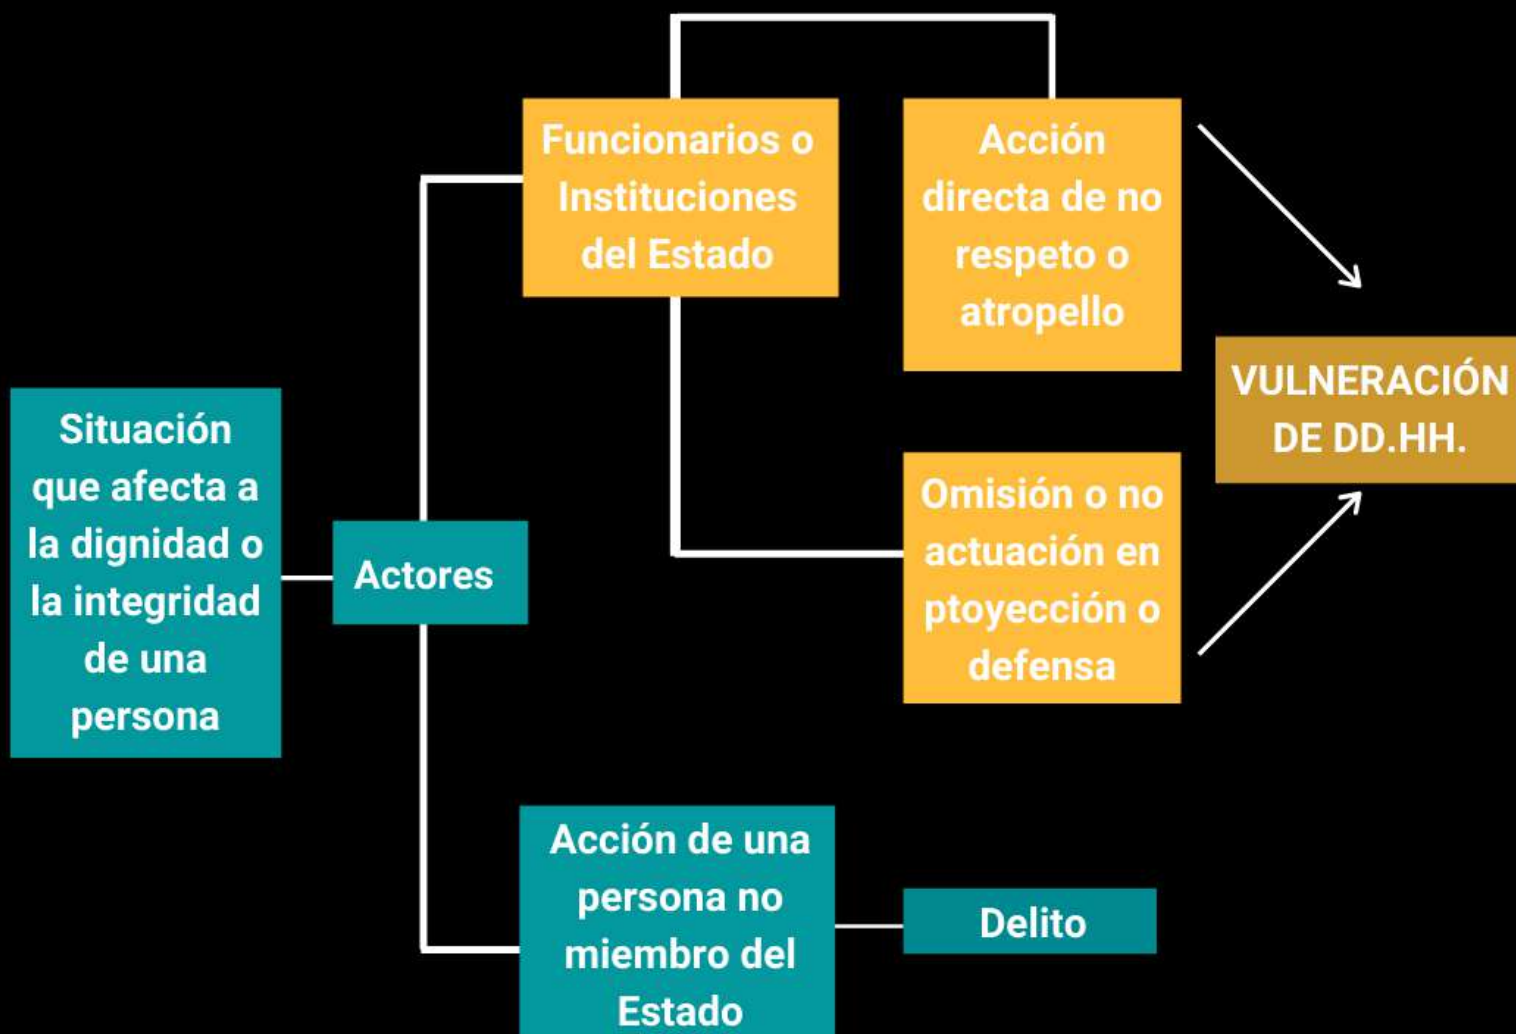 Situación
que afecta a
la dignidad o
la integridad
de una
persona
Actores
Funcionarios o
Instituciones
del Estado
Acción
directa de no
respeto o
atropello
Omisión o no
actuación en
ptoyección o
defensa
VULNERACIÓN
DE DD.HH.
Acción de una
persona no
miembro del
Estado
Delito